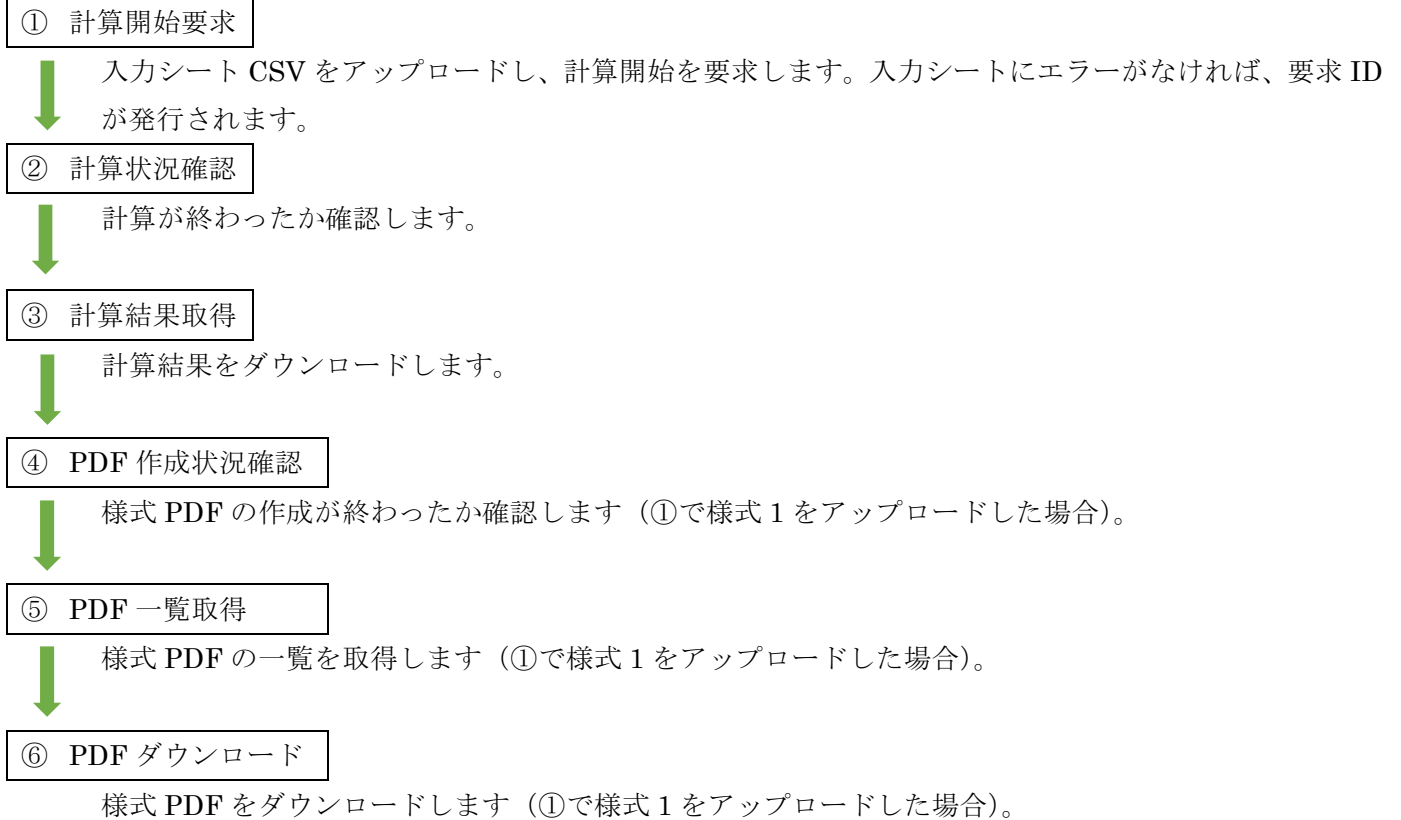 ① 計算開始要求
入力シート CSV をアップロードし、計算開始を要求します。入力シートにエラーがなければ、要求 ID
が発行されます。
② 計算状況確認
計算が終わったか確認します。
③ 計算結果取得
計算結果をダウンロードします。
④ PDF 作成状況確認
様式 PDF の作成が終わったか確認します（①で様式 1 をアップロードした場合）。
⑤ PDF 一覧取得
様式 PDF の一覧を取得します（①で様式 1 をアップロードした場合）。
⑥ PDF ダウンロード
様式 PDF をダウンロードします（①で様式 1 をアップロードした場合）。